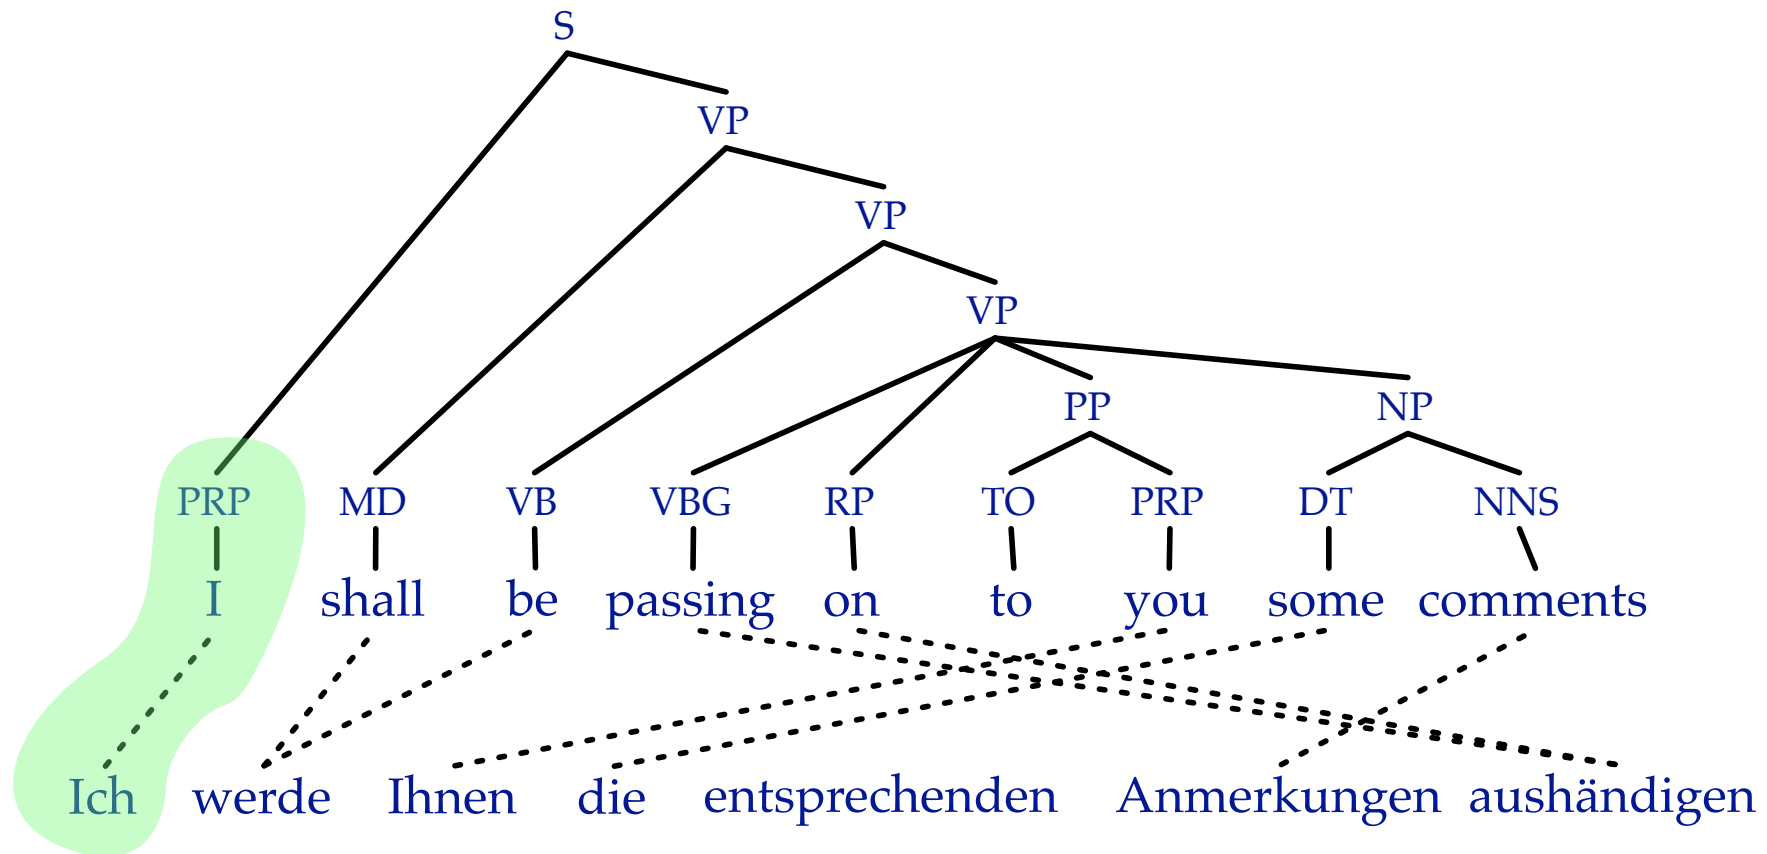 S
VP
VP
VP
PP NP
PRP MD VB VBG RP TO PRP DT NNS
I shall be passing on to you some comments
Ich werde Ihnen die entsprechenden Anmerkungen aushändigen